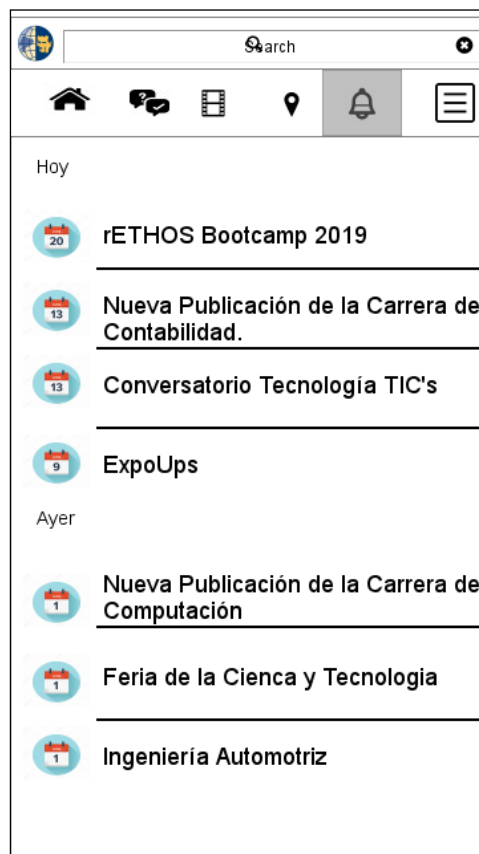 Search
Hoy
20
rETHOS Bootcamp 2019
13
Nueva Publicación de la Carrera de
Contabilidad.
13
Conversatorio Tecnología TIC's
9
ExpoUps
Ayer
1
Nueva Publicación de la Carrera de
Computación
1
Feria de la Cienca y Tecnologia
1
Ingeniería Automotriz